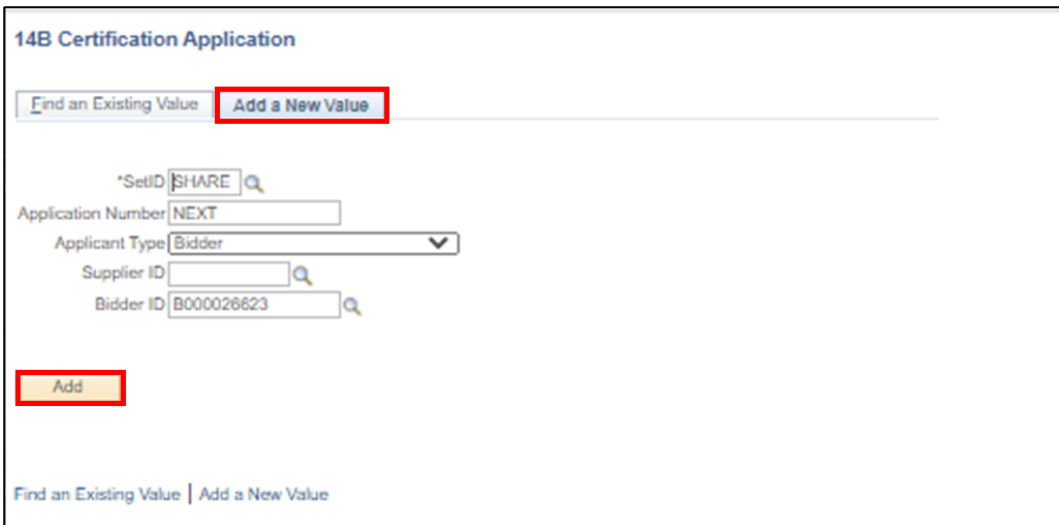 14B Certification Application
Find an Existing Value Add a New Value
*SetID SHARE
Application Number NEXT
Applicant Type Bidder
Supplier ID
Bidder ID B000026623
Add
Find an Existing Value | Add a New Value